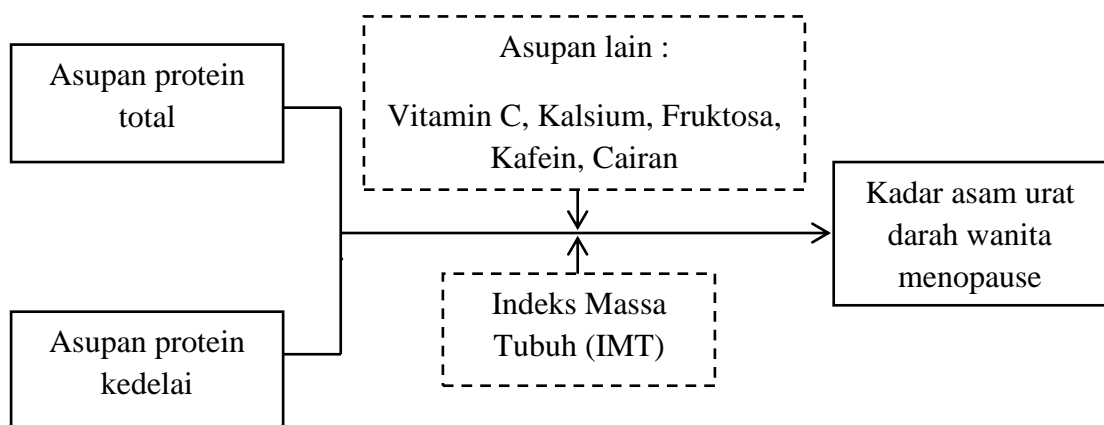 Asupan protein
total
Asupan protein
kedelai
Asupan lain :
Vitamin C, Kalsium, Fruktosa,
Kafein, Cairan
Indeks Massa
Tubuh (IMT)
Kadar asam urat
darah wanita
menopause